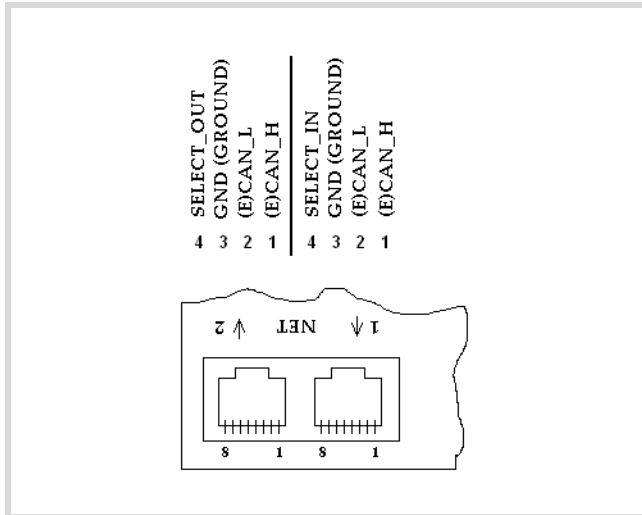 4 SELECT_OUT
3 GND (GROUND)
2 (E)CAN_L
1 (E)CAN_H
4 SELECT_IN
3 GND (GROUND)
2 (E)CAN_L
1 (E)CAN_H
1 NET 2
8 1 8 1